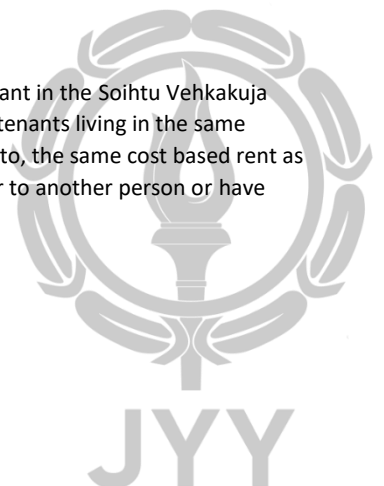 ant in the Soihtu Vehkakuja
tenants living in the same
to, the same cost based rent as
r to another person or have
JYY